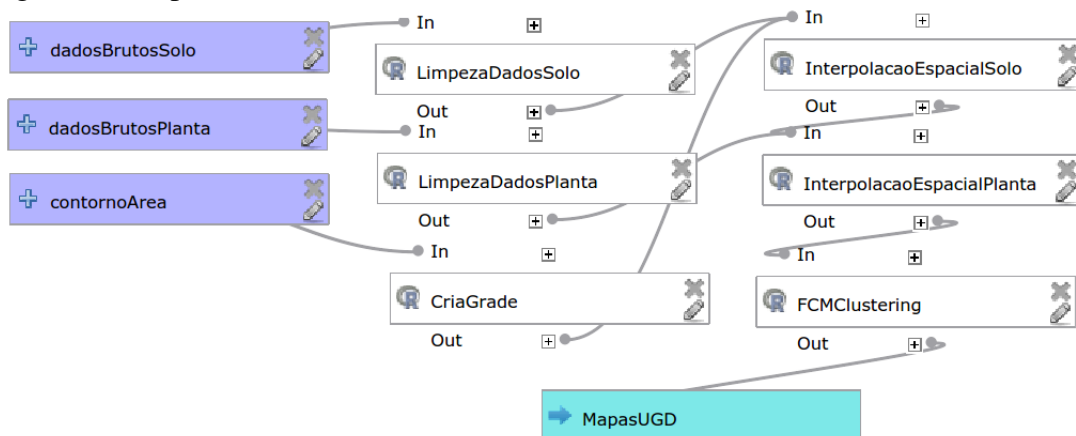 In
In
dadosBrutosSolo
LimpezaDadosSolo
InterpolacaoEspacialSolo
Out
Out
dadosBrutosPlanta
In
In
LimpezaDadosPlanta
InterpolacaoEspacialPlanta
contornoArea
Out
Out
In
In
CriaGrade
FCMClustering
Out
Out
MapasUGD